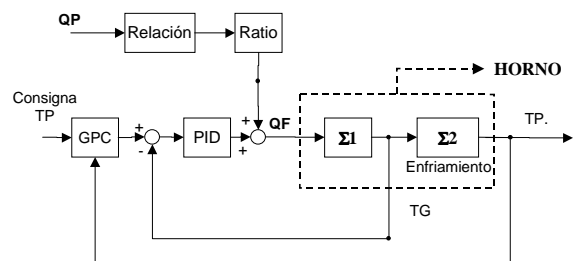 QP
Relación
Ratio
HORNO
Consigna
TP
GPC
+
-
PID
+
+
QF
Σ1
Σ2
Enfriamiento
TP.
TG